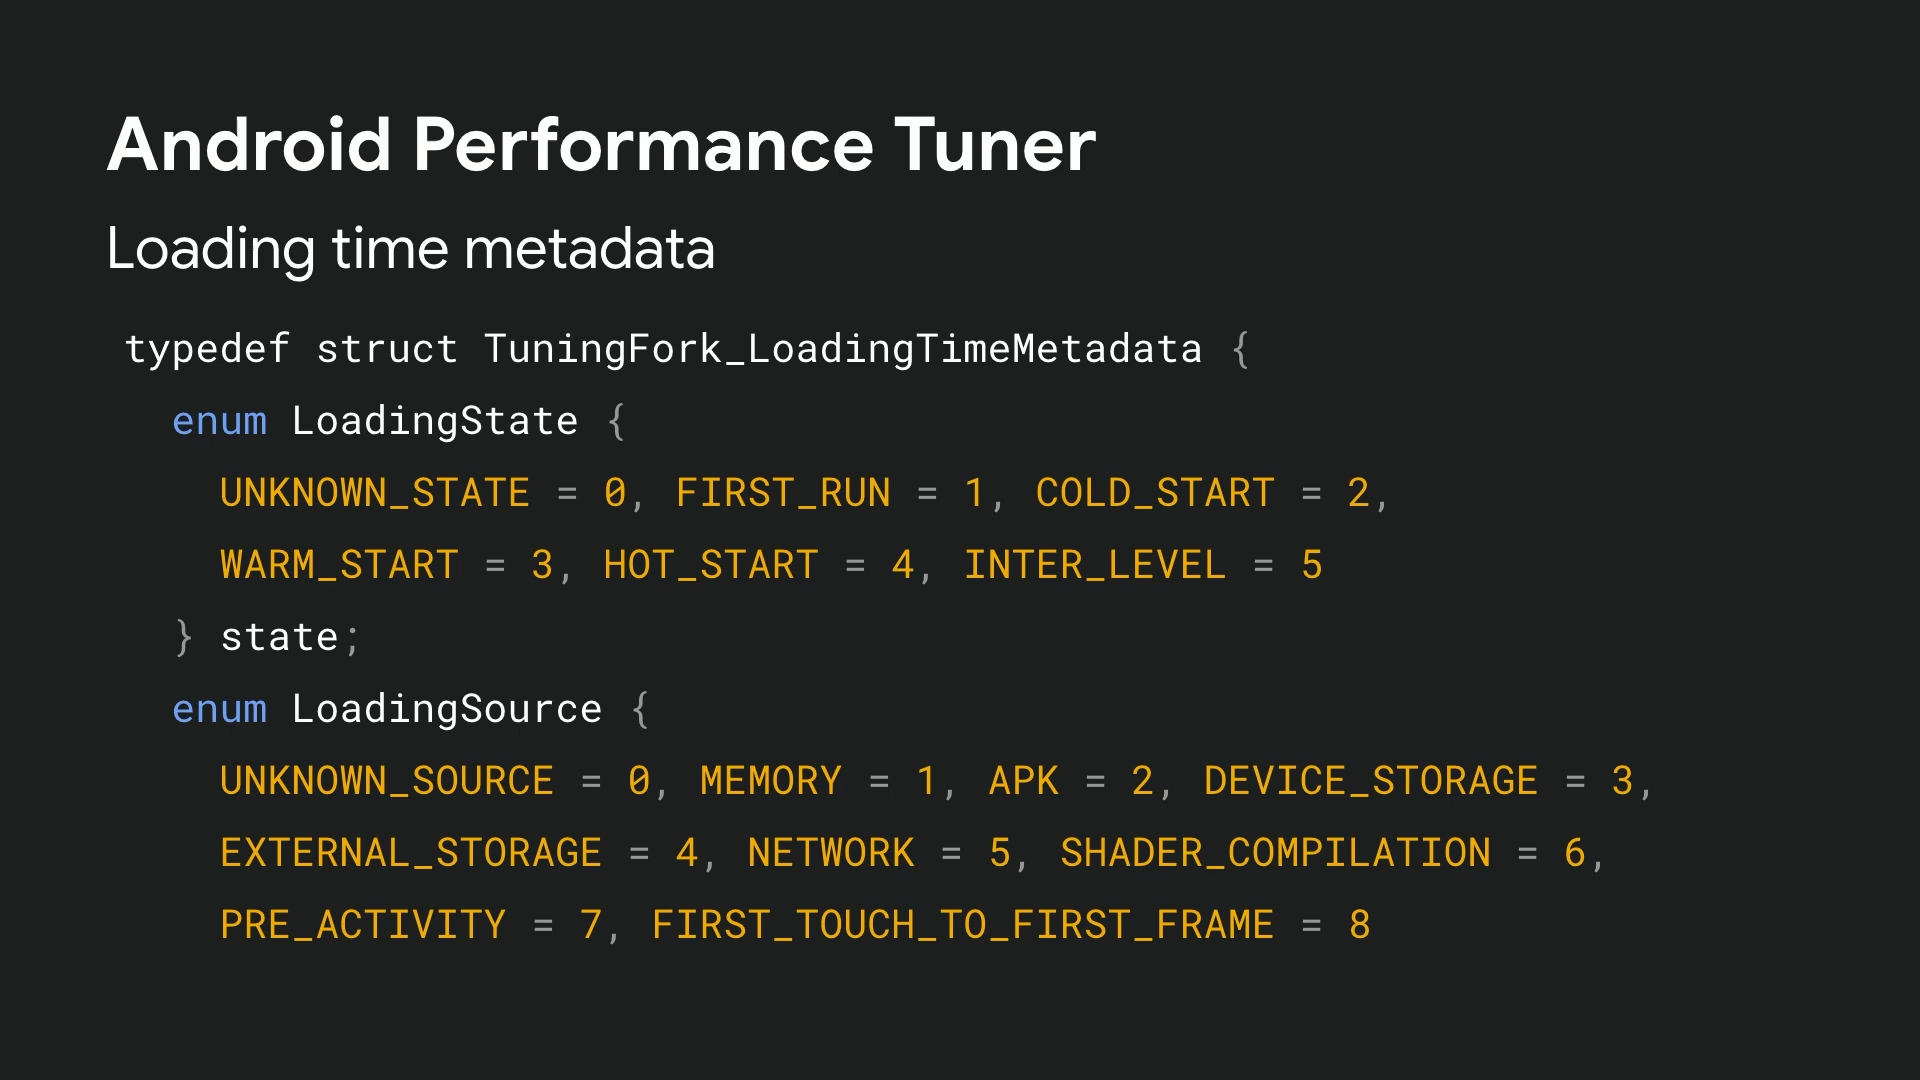 Android Performance Tuner
Loading time metadata
typedef struct TuningFork_LoadingTimeMetadata {
enum LoadingState {
UNKNOWN_STATE = 0, FIRST_RUN = 1, COLD_START = 2,
WARM_START = 3, HOT_START = 4, INTER_LEVEL = 5
} state;
enum LoadingSource {
UNKNOWN_SOURCE = 0, MEMORY = 1, APK = 2, DEVICE_STORAGE = 3,
EXTERNAL_STORAGE = 4, NETWORK = 5, SHADER_COMPILATION = 6,
PRE_ACTIVITY = 7, FIRST_TOUCH_TO_FIRST_FRAME = 8